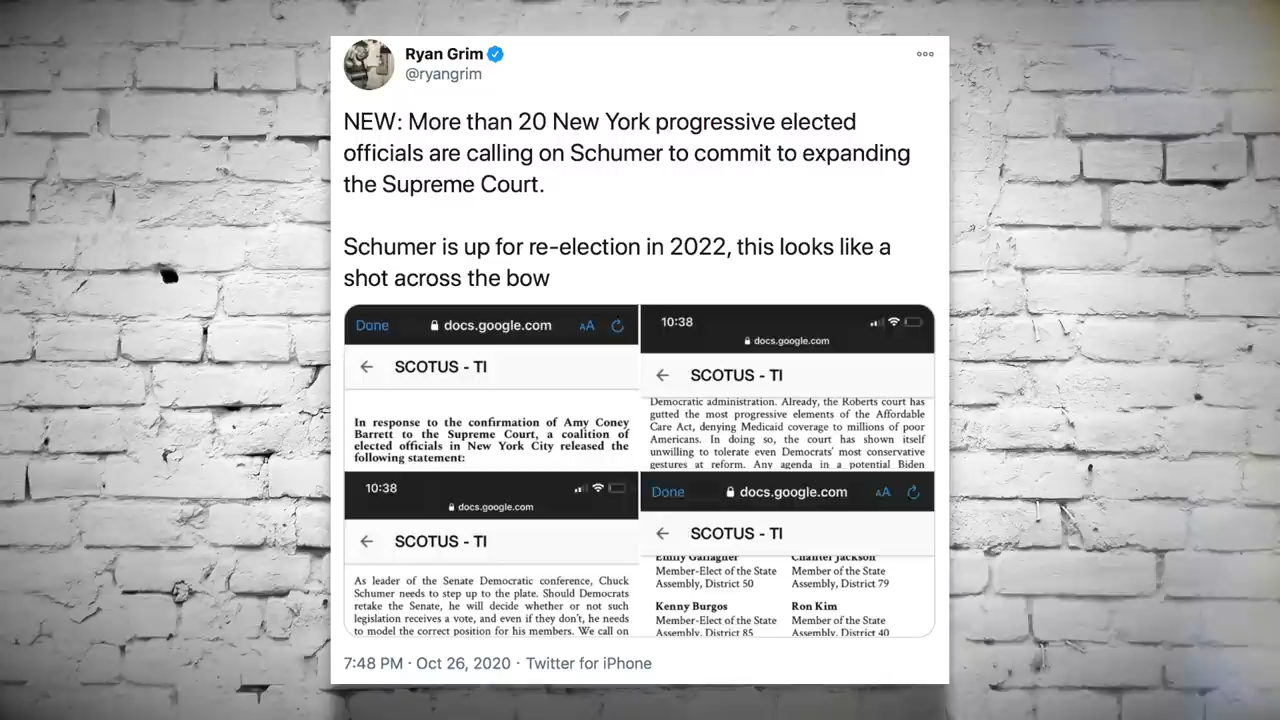 Ryan Grim
@ryangrim
NEW: More than 20 New York progressive elected
officials are calling on Schumer to commit to expanding
the Supreme Court.
Schumer is up for re-election in 2022, this looks like a
shot across the bow
Done
docs.google.com
AA
SCOTUS - TI
In response to the confirmation of Amy Coney
Barrett to the Supreme Court, a coalition of
elected officials in New York City released the
following statement:
10:38
docs.google.com
SCOTUS - TI
Democratic administration. Already, the Roberts court has
gutted the most progressive elements of the Affordable
Care Act, denying Medicaid coverage to millions of poor
Americans. In doing so, the court has shown itself
unwilling to tolerate even Democrats' most conservative
gestures at reform. Any agenda in a potential Biden
10:38
docs.google.com
SCOTUS - TI
As leader of the Senate Democratic conference, Chuck
Schumer needs to step up to the plate. Should Democrats
retake the Senate, he will decide whether or not such
legislation receives a vote, and even if they don't, he needs
to model the correct position for his members. We call on
Done
docs.google.com
AA
SCOTUS - TI
Emily Gallagher
Member-Elect of the State
Assembly, District 50
Chantel Jackson
Member of the State
Assembly, District 79
Kenny Burgos
Member-Elect of the State
Assembly, District 85
Ron Kim
Member of the State
Assembly, District 40
7:48 PM · Oct 26, 2020 · Twitter for iPhone